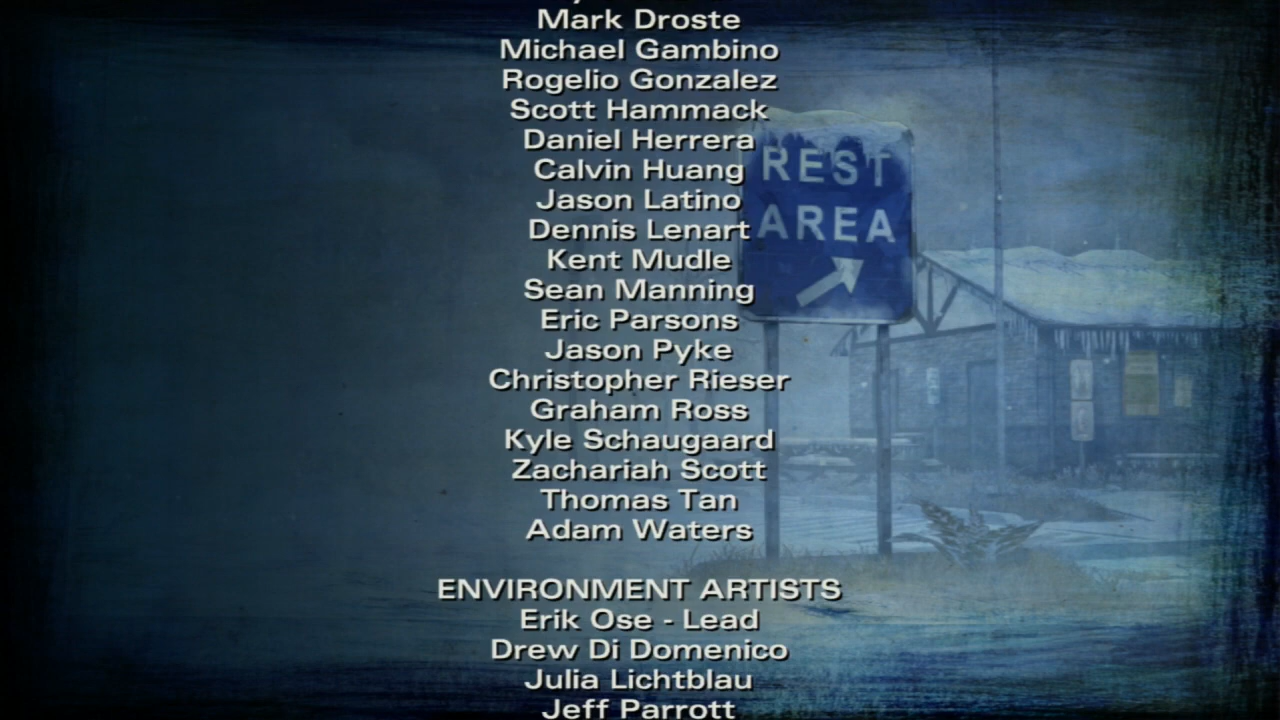 Mark Droste
Michael Gambino
Rogelio Gonzalez
Scott Hammack
Daniel Herrera
Calvin Huang
Jason Latino
Dennis Lenart
Kent Mudle
Sean Manning
Eric Parsons
Jason Pyke
Christopher Rieser
Graham Ross
Kyle Schaugaard
Zachariah Scott
Thomas Tan
Adam Waters
ENVIRONMENT ARTISTS
Erik Ose - Lead
Drew Di Domenico
Julia Lichtblau
Jeff Parrott
REST
AREA